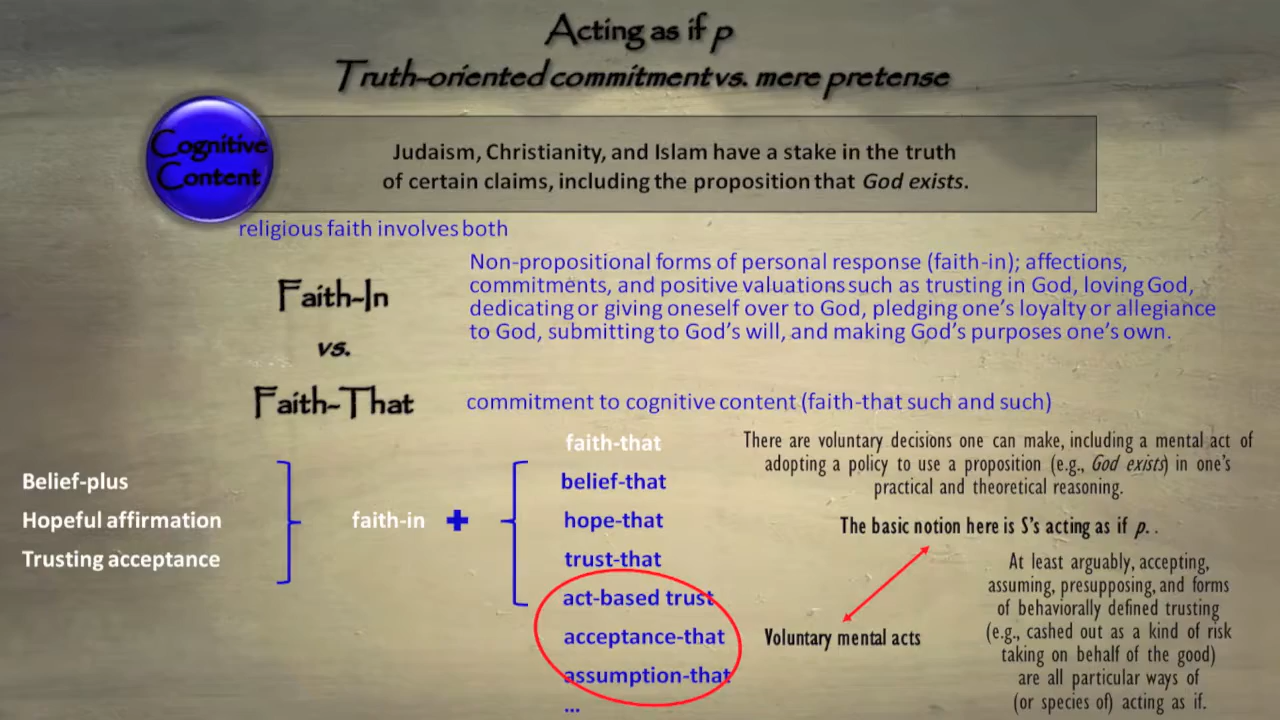 Acting as if p
Truth-oriented commitment vs. mere pretense
Cognitive
Content
Judaism, Christianity, and Islam have a stake in the truth
of certain claims, including the proposition that God exists.
religious faith involves both
Faith-In
vs.
Faith-That
Non-propositional forms of personal response (faith-in); affections,
commitments, and positive valuations such as trusting in God, loving God,
dedicating or giving oneself over to God, pledging one's loyalty or allegiance
to God, submitting to God's will, and making God's purposes one's own.
commitment to cognitive content (faith-that such and such)
Belief-plus
Hopeful affirmation
Trusting acceptance
faith-in +
faith-that
belief-that
hope-that
trust-that
act-based trust
acceptance-that
assumption-that
...
There are voluntary decisions one can make, including a mental act of
adopting a policy to use a proposition (e.g., God exists) in one's
practical and theoretical reasoning.
The basic notion here is S's acting as if p. .
Voluntary mental acts
At least arguably, accepting,
assuming, presupposing, and forms
of behaviorally defined trusting
(e.g., cashed out as a kind of risk
taking on behalf of the good)
are all particular ways of
(or species of) acting as if.